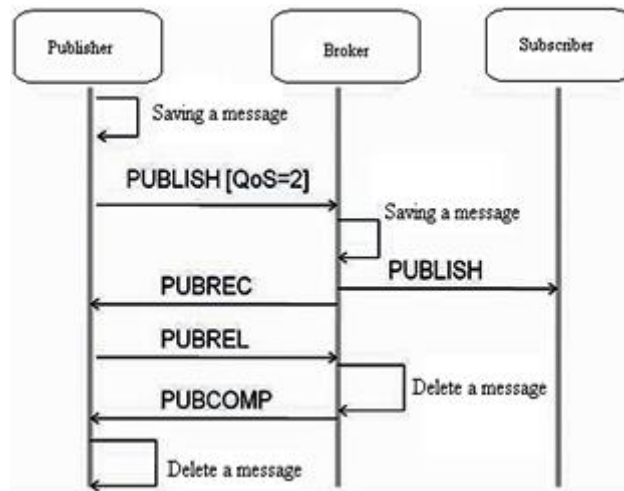 Publisher
Broker
Subscriber
Saving a message
PUBLISH [QoS=2]
Saving a message
PUBLISH
PUBREC
PUBREL
Delete a message
PUBCOMP
Delete a message